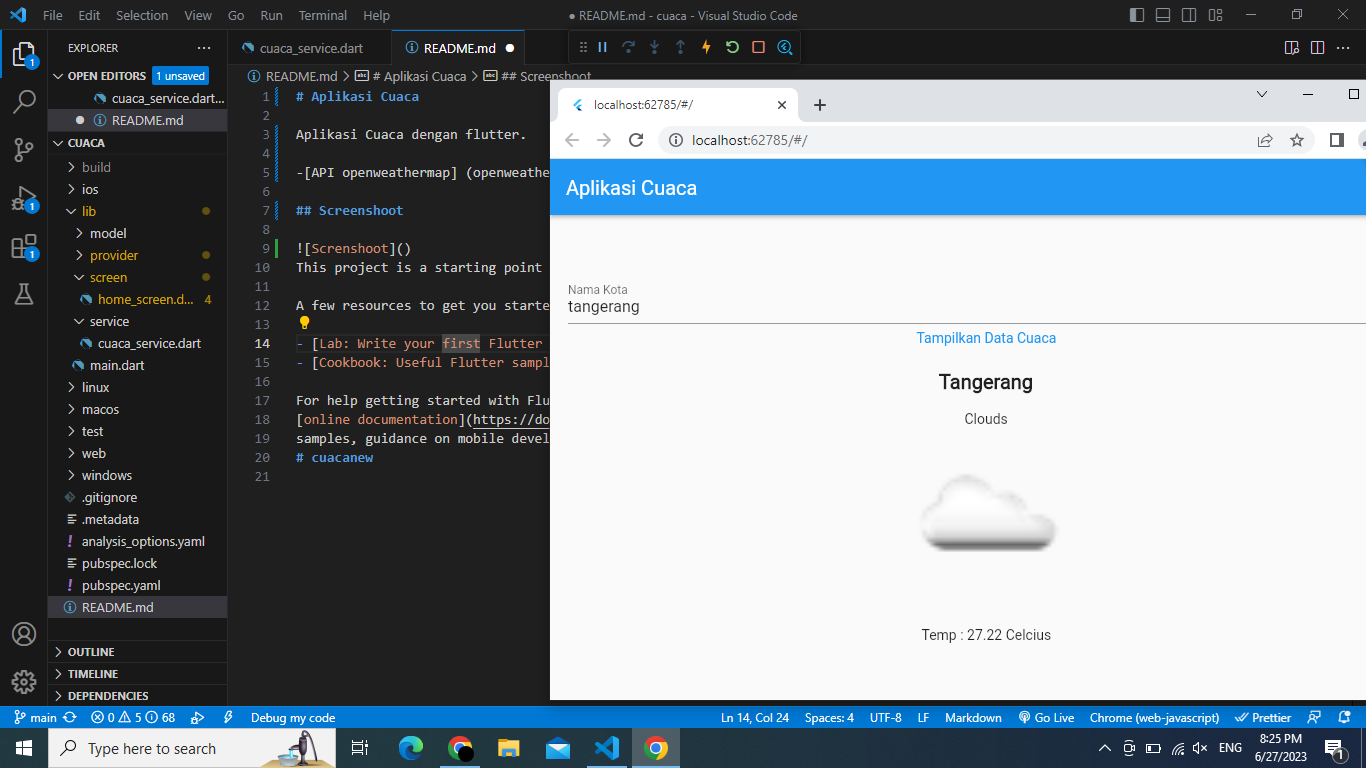 File Edit Selection View Go Run Terminal Help
● README.md - cuaca - Visual Studio Code
EXPLORER
OPEN EDITORS 1 unsaved
cuaca_service.dart...
README.md
CUACA
build
ios
lib
model
provider
screen
home_screen.d... 4
service
cuaca_service.dart
main.dart
linux
macos
test
web
windows
.gitignore
.metadata
analysis_options.yaml
pubspec.lock
pubspec.yaml
README.md
OUTLINE
TIMELINE
DEPENDENCIES
1
1
1
cuaca_service.dart
README.md
README.md > # Aplikasi Cuaca > ## Screenshoot
1 # Aplikasi Cuaca
2
3 Aplikasi Cuaca dengan flutter.
4
5 -[API openweathermap] (openweathe
6
7 ## Screenshoot
8
9 ![Screnshoot]()
10 This project is a starting point
11
12 A few resources to get you starte
13
14 - [Lab: Write your first Flutter
15 - [Cookbook: Useful Flutter sampl
16
17 For help getting started with Flu
18 [online documentation](https://do
19 samples, guidance on mobile devel
20 # cuacanew
21
localhost:62785/#/
localhost:62785/#/
Aplikasi Cuaca
Nama Kota
tangerang
Tampilkan Data Cuaca
Tangerang
Clouds
Temp : 27.22 Celcius
main 0 5 68 Debug my code
Ln 14, Col 24 Spaces: 4 UTF-8 LF Markdown Go Live Chrome (web-javascript) Prettier
Type here to search
ENG
8:25 PM
6/27/2023
1